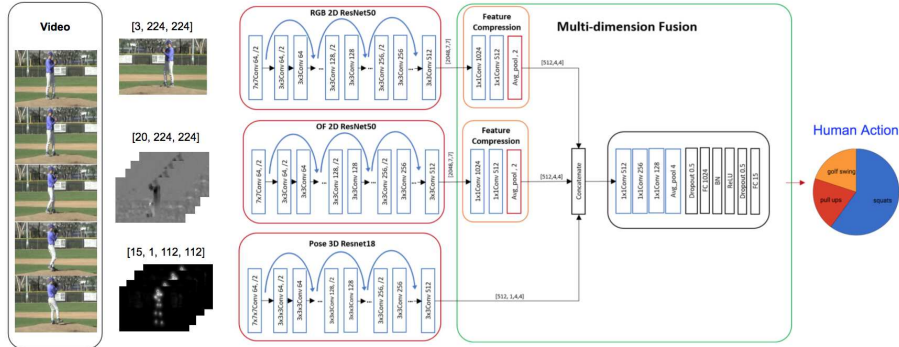 Video
[3, 224, 224]
[20, 224, 224]
[15, 1, 112, 112]
RGB 2D ResNet50
7x7Conv 64, /2
3x3Conv 64, /2
3x3Conv 64
...
3x3Conv 128, /2
3x3Conv 128
...
3x3Conv 256, /2
3x3Conv 256
...
3x3Conv 512
[2048,7,7]
OF 2D ResNet50
7x7Conv 64, /2
3x3Conv 64, /2
3x3Conv 64
...
3x3Conv 128, /2
3x3Conv 128
...
3x3Conv 256, /2
3x3Conv 256
...
3x3Conv 512
[2048,7,7]
Pose 3D Resnet18
7x7x7Conv 64, /2
3x3x3Conv 64, /2
3x3x3Conv 64
...
3x3x3Conv 128, /2
3x3x3Conv 128
...
3x3Conv 256, /2
3x3Conv 256
...
3x3Conv 512
[512, 1,4,4]
Multi-dimension Fusion
Feature
Compression
1x1Conv 1024
1x1Conv 512
Avg_pool , 2
[512,4,4]
Feature
Compression
1x1Conv 1024
1x1Conv 512
Avg_pool , 2
[512,4,4]
Concatenate
1x1Conv 512
1x1Conv 256
1x1Conv 128
Avg_pool 4
Dropout 0.5
FC 1024
BN
ReLU
Dropout 0.5
FC 15
Human Action
golf swing
pull ups
squats